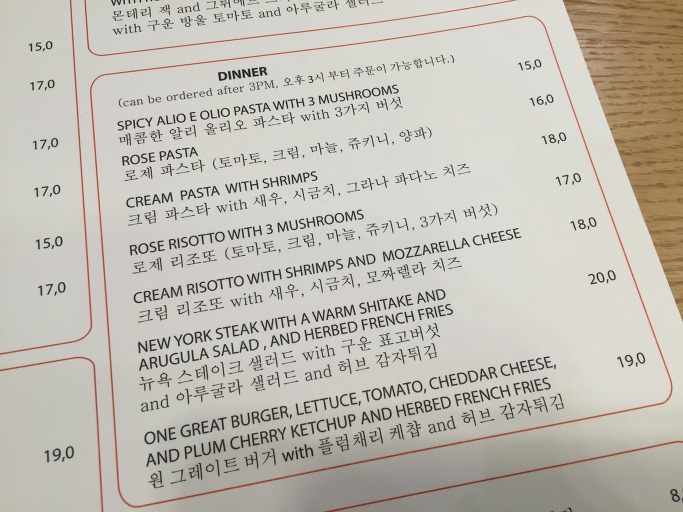 몬테리 잭 and 그뤼에르
with 구운 방울 토마토 and 아루굴라 샐러드
15,0
17,0
17,0
17,0
15,0
17,0
19,0
DINNER
(can be ordered after 3PM, 오후 3시 부터 주문이 가능합니다.)
SPICY ALIO E OLIO PASTA WITH 3 MUSHROOMS 15,0
매콤한 알리 올리오 파스타 with 3가지 버섯
ROSE PASTA 16,0
로제 파스타 (토마토, 크림, 마늘, 쥬키니, 양파)
CREAM PASTA WITH SHRIMPS 18,0
크림 파스타 with 새우, 시금치, 그라나 파다노 치즈
ROSE RISOTTO WITH 3 MUSHROOMS 17,0
로제 리조또 (토마토, 크림, 마늘, 쥬키니, 3가지 버섯)
CREAM RISOTTO WITH SHRIMPS AND MOZZARELLA CHEESE 18,0
크림 리조또 with 새우, 시금치, 모짜렐라 치즈
NEW YORK STEAK WITH A WARM SHITAKE AND 20,0
ARUGULA SALAD , AND HERBED FRENCH FRIES
뉴욕 스테이크 샐러드 with 구운 표고버섯
and 아루굴라 샐러드 and 허브 감자튀김
ONE GREAT BURGER, LETTUCE, TOMATO, CHEDDAR CHEESE, 19,0
AND PLUM CHERRY KETCHUP AND HERBED FRENCH FRIES
원 그레이트 버거 with 플럼채리 케챱 and 허브 감자튀김